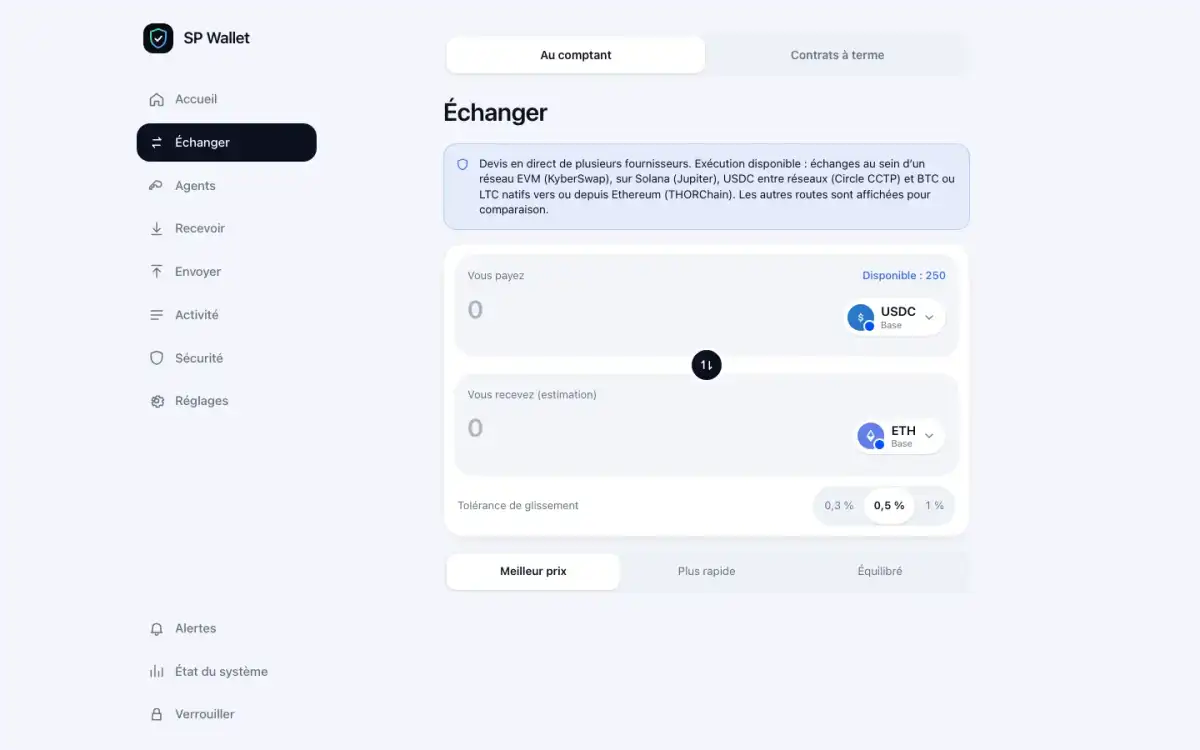 SP Wallet
Accueil
Échanger
Agents
Recevoir
Envoyer
Activité
Sécurité
Réglages
Alertes
État du système
Verrouiller
Au comptant
Contrats à terme
Échanger
Devis en direct de plusieurs fournisseurs. Exécution disponible : échanges au sein d'un
réseau EVM (KyberSwap), sur Solana (Jupiter), USDC entre réseaux (Circle CCTP) et BTC ou
LTC natifs vers ou depuis Ethereum (THORChain). Les autres routes sont affichées pour
comparaison.
Vous payez
Disponible : 250
0
USDC
Base
Vous recevez (estimation)
0
ETH
Base
Tolérance de glissement
0,3 %
0,5 %
1 %
Meilleur prix
Plus rapide
Équilibré